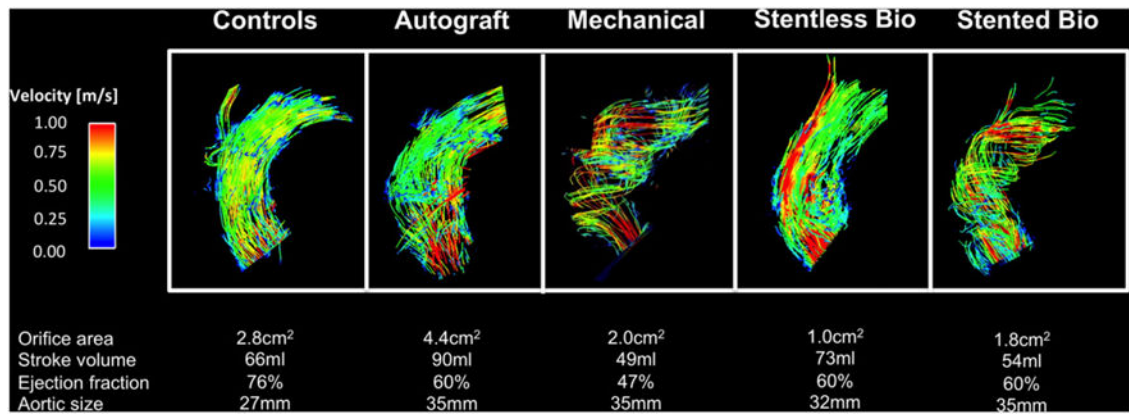 Controls Autograft Mechanical Stentless Bio Stented Bio
Velocity [m/s]
1.00
0.75
0.50
0.25
0.00
Orifice area 2.8cm² 4.4cm² 2.0cm² 1.0cm² 1.8cm²
Stroke volume 66ml 90ml 49ml 73ml 54ml
Ejection fraction 76% 60% 47% 60% 60%
Aortic size 27mm 35mm 35mm 32mm 35mm